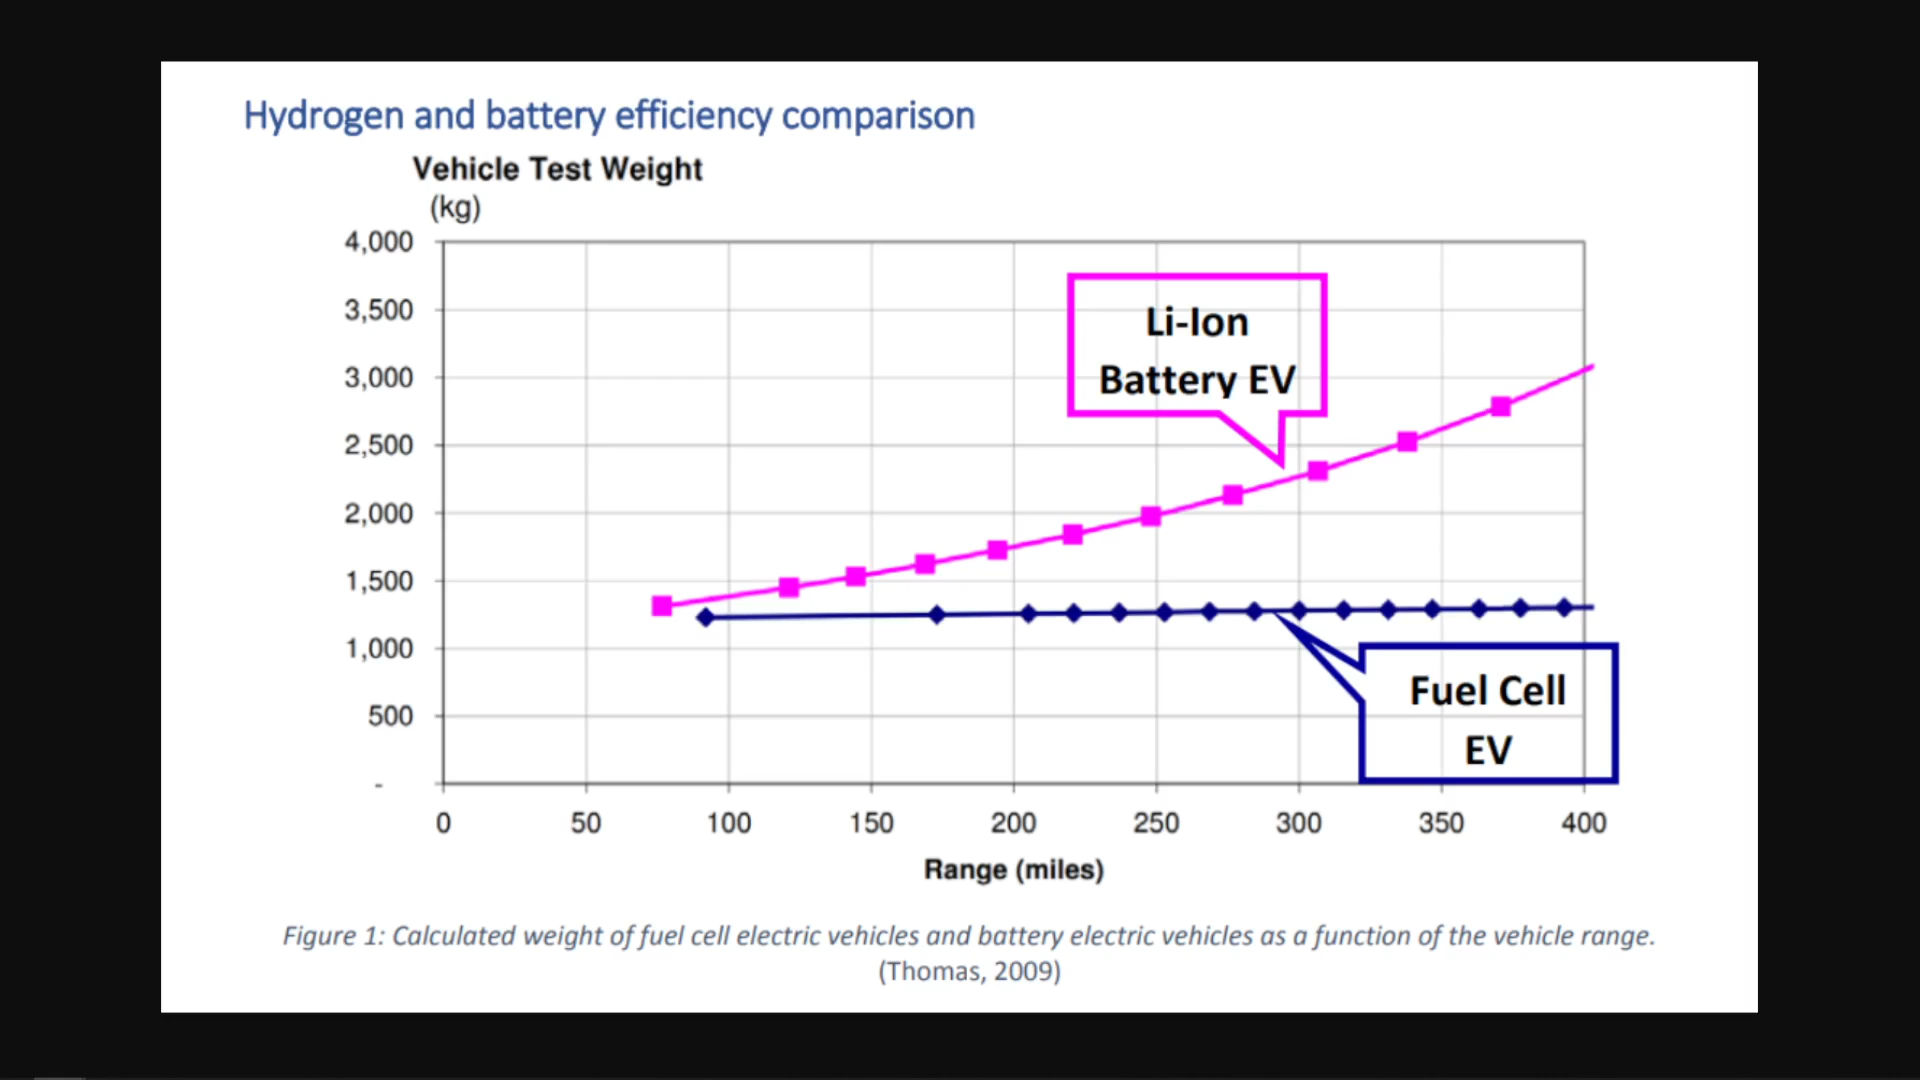 Hydrogen and battery efficiency comparison
Vehicle Test Weight
(kg)
4,000
3,500
3,000
2,500
2,000
1,500
1,000
500
-
Li-Ion
Battery EV
Fuel Cell
EV
0 50 100 150 200 250 300 350 400
Range (miles)
Figure 1: Calculated weight of fuel cell electric vehicles and battery electric vehicles as a function of the vehicle range.
(Thomas, 2009)